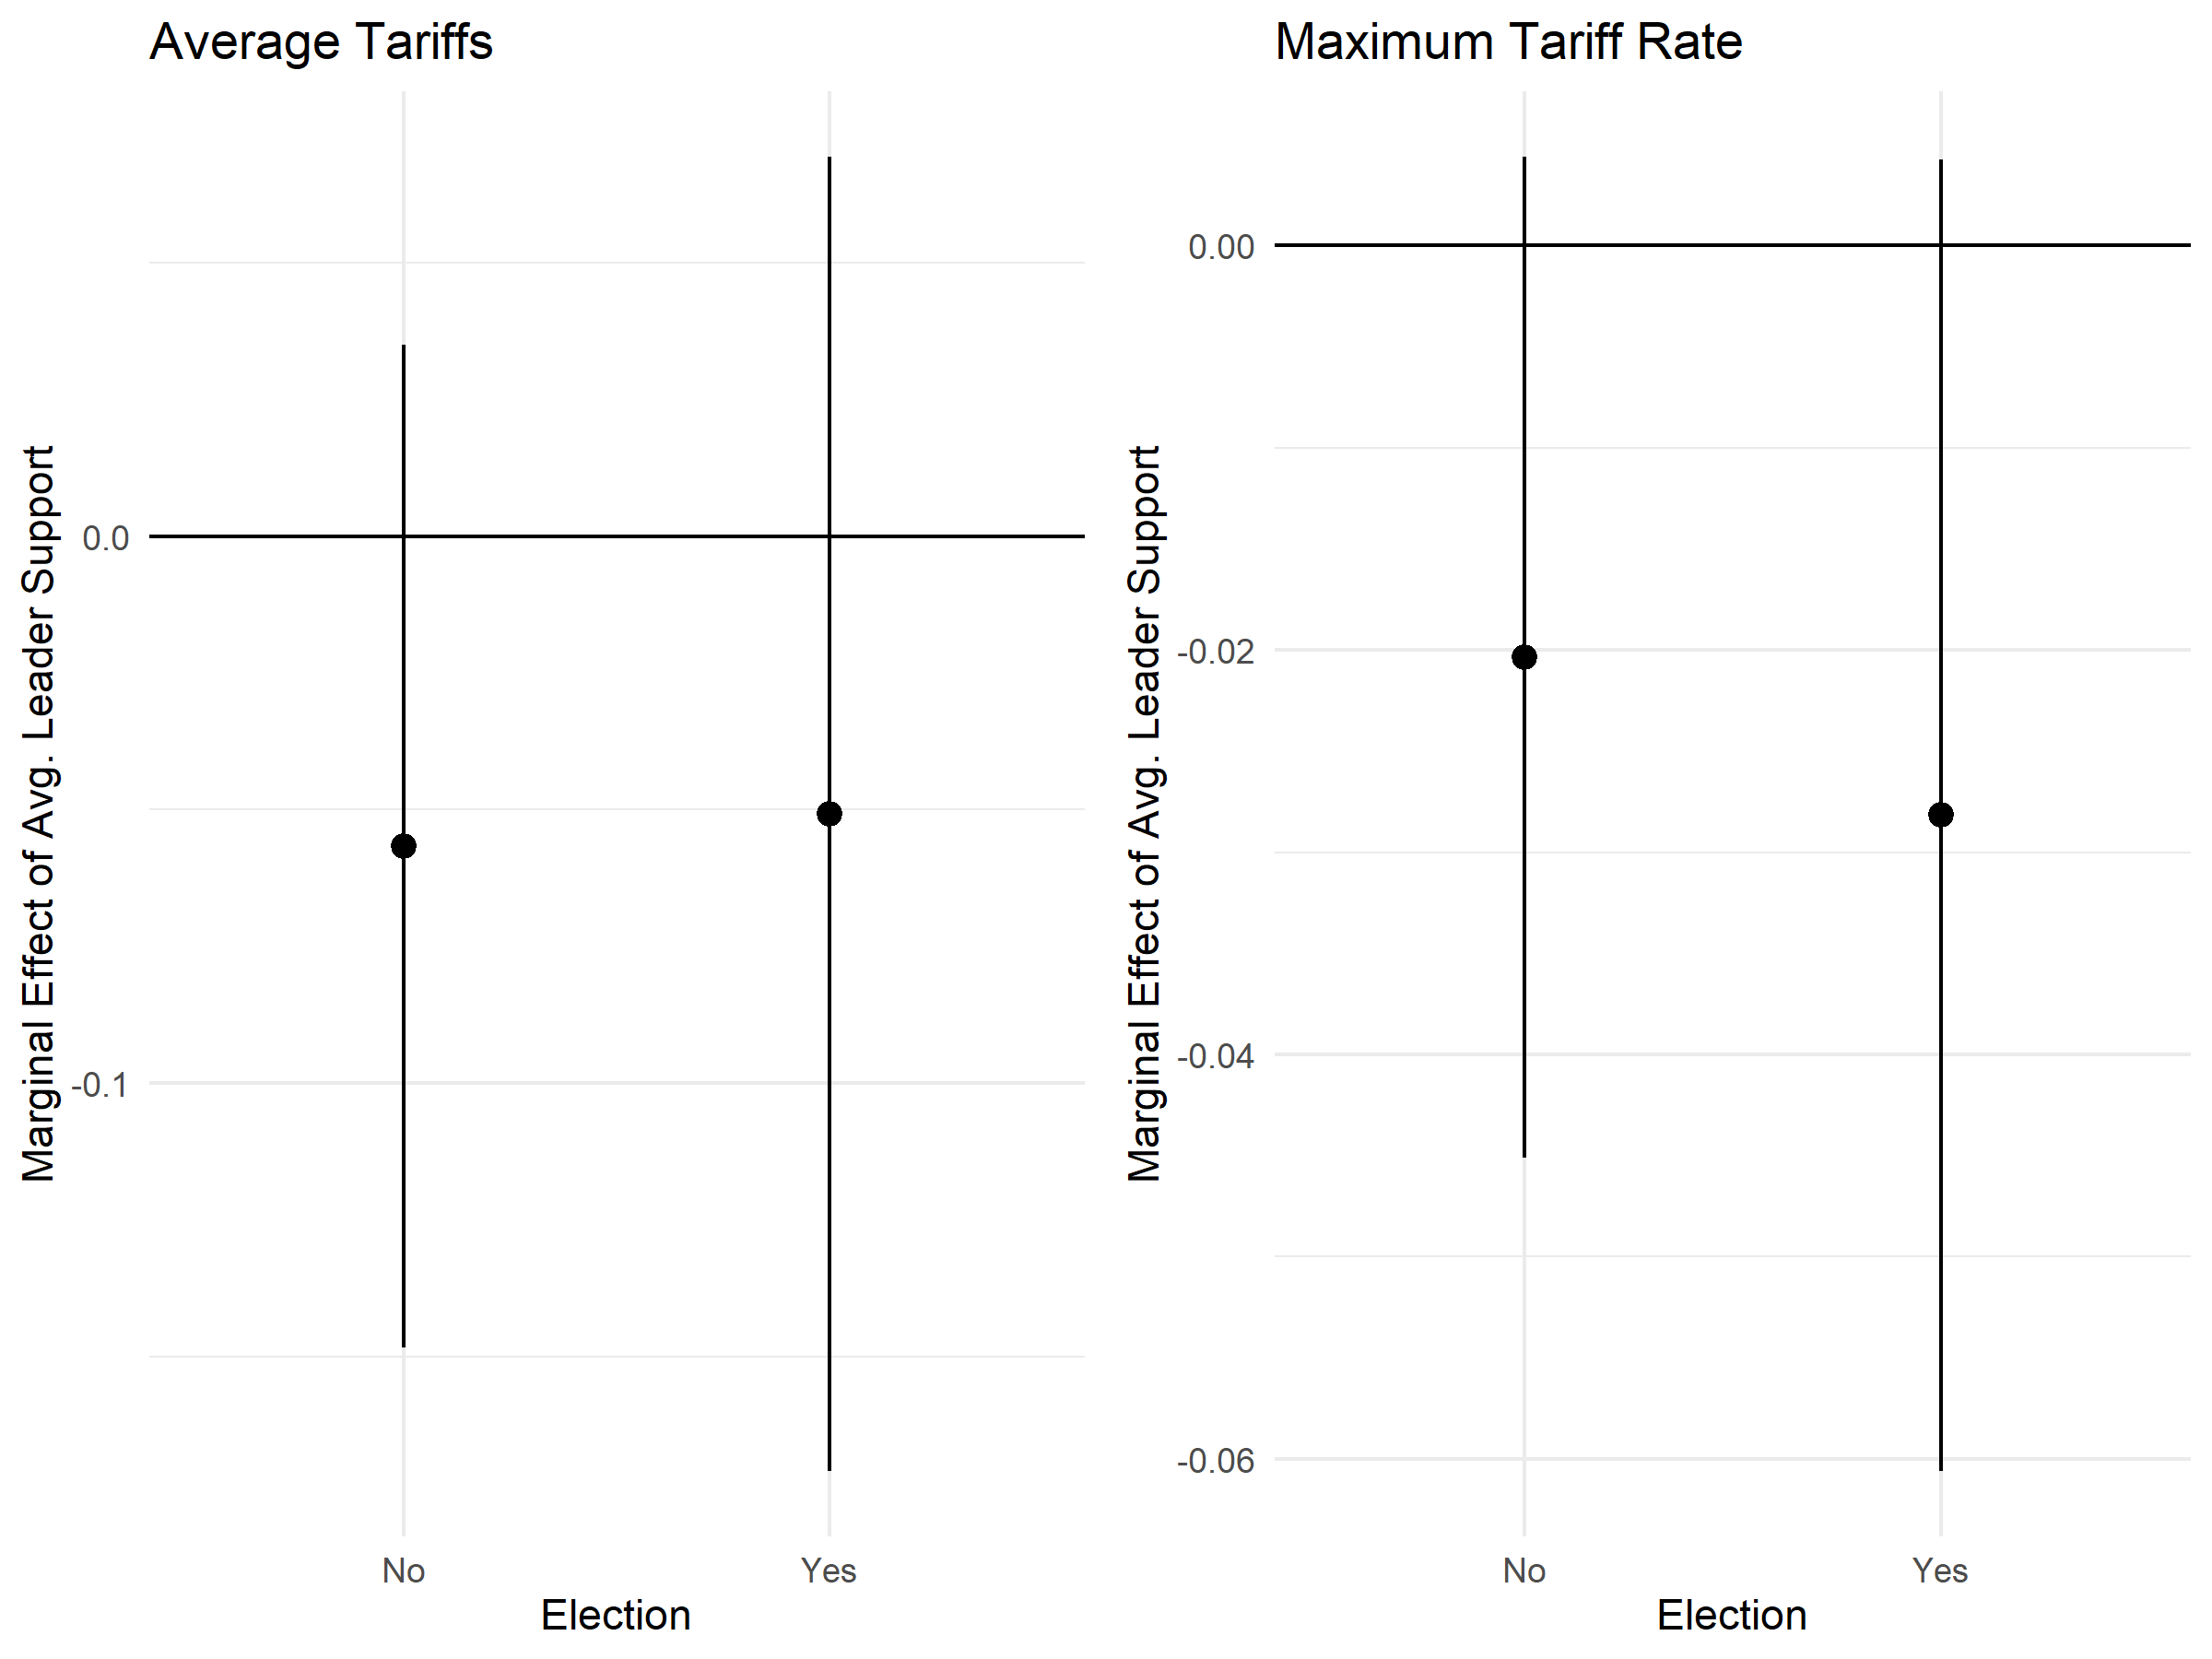 Average Tariffs
Marginal Effect of Avg. Leader Support
0.0
-0.1
No
Yes
Election
Maximum Tariff Rate
Marginal Effect of Avg. Leader Support
0.00
-0.02
-0.04
-0.06
No
Yes
Election